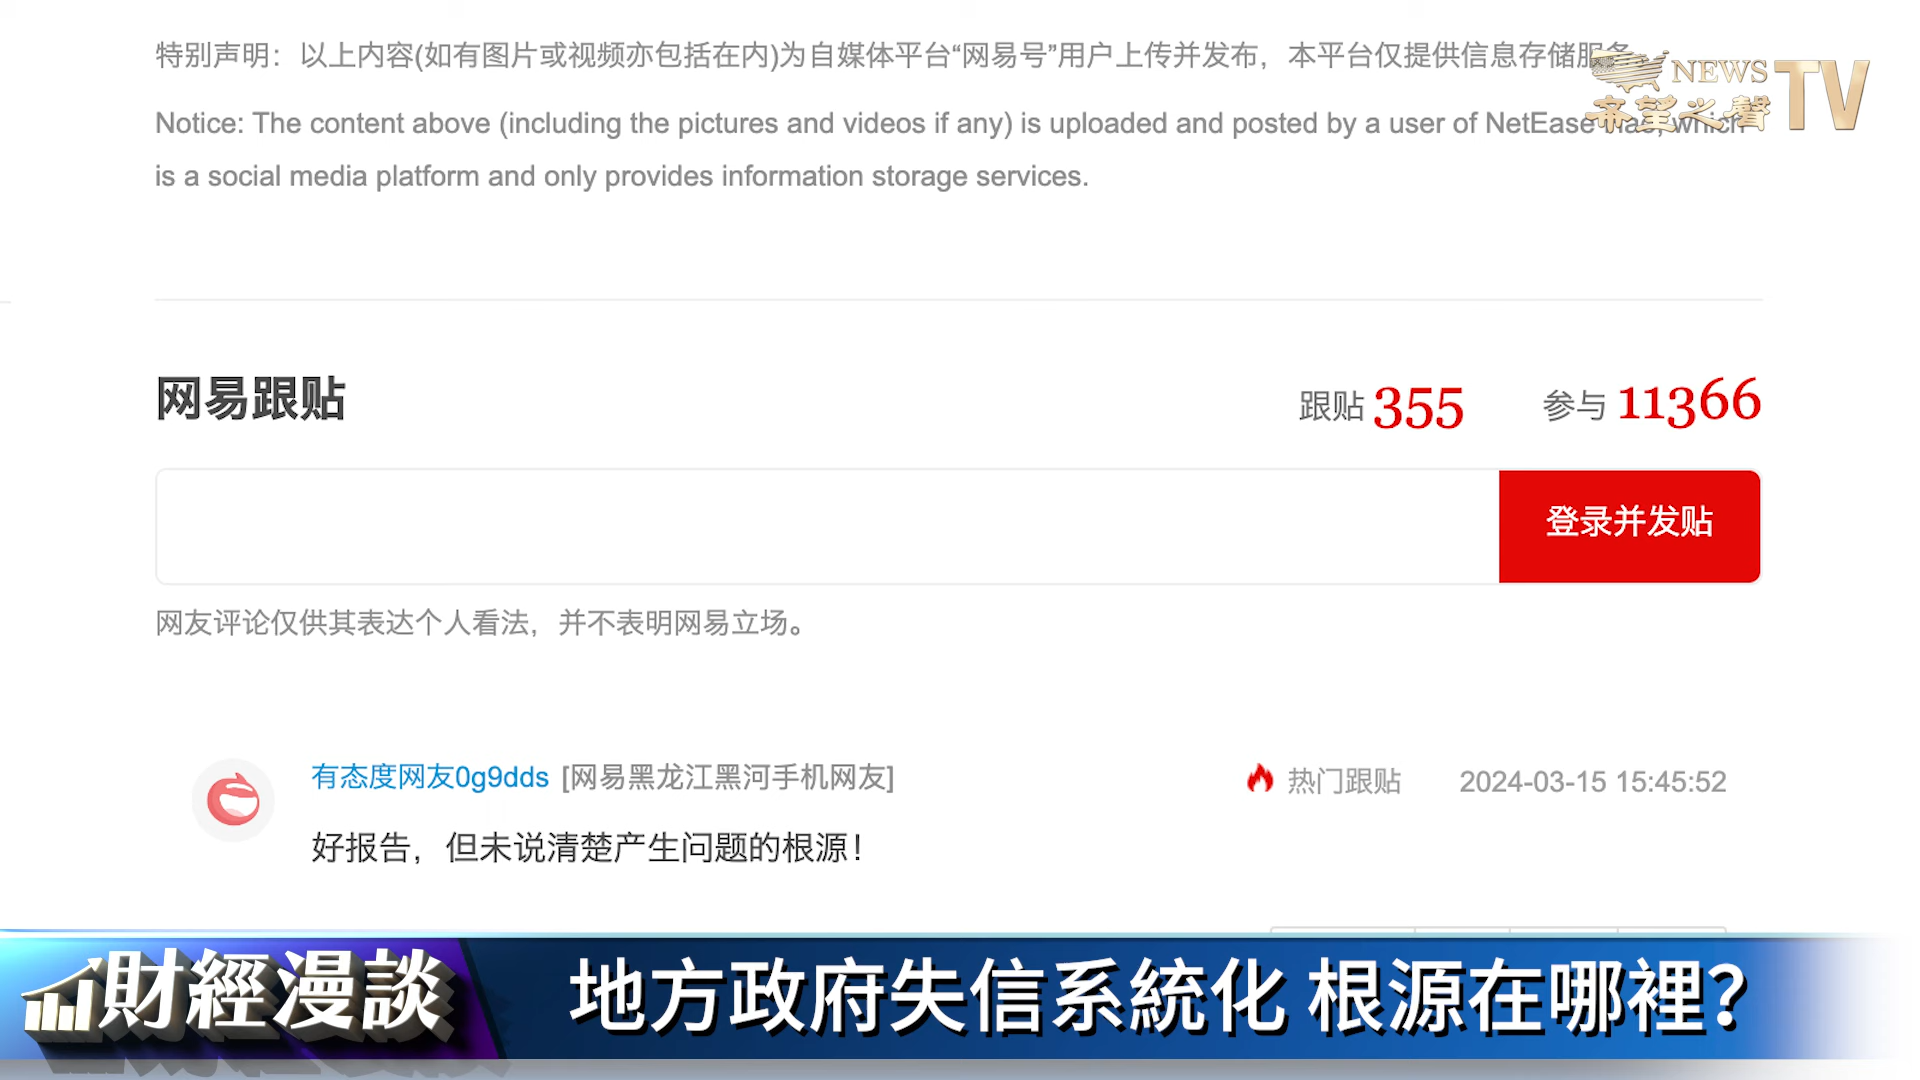 特别声明：以上内容(如有图片或视频亦包括在内)为自媒体平台“网易号”用户上传并发布，本平台仅提供信息存储服务。
NEWS
希望之聲
TV
Notice: The content above (including the pictures and videos if any) is uploaded and posted by a user of NetEase Hao, which
is a social media platform and only provides information storage services.
网易跟贴
跟贴 355 参与 11366
登录并发贴
网友评论仅供其表达个人看法，并不表明网易立场。
有态度网友0g9dds [网易黑龙江黑河手机网友] 热门跟贴 2024-03-15 15:45:52
好报告，但未说清楚产生问题的根源！
財經漫談
地方政府失信系統化 根源在哪裡?